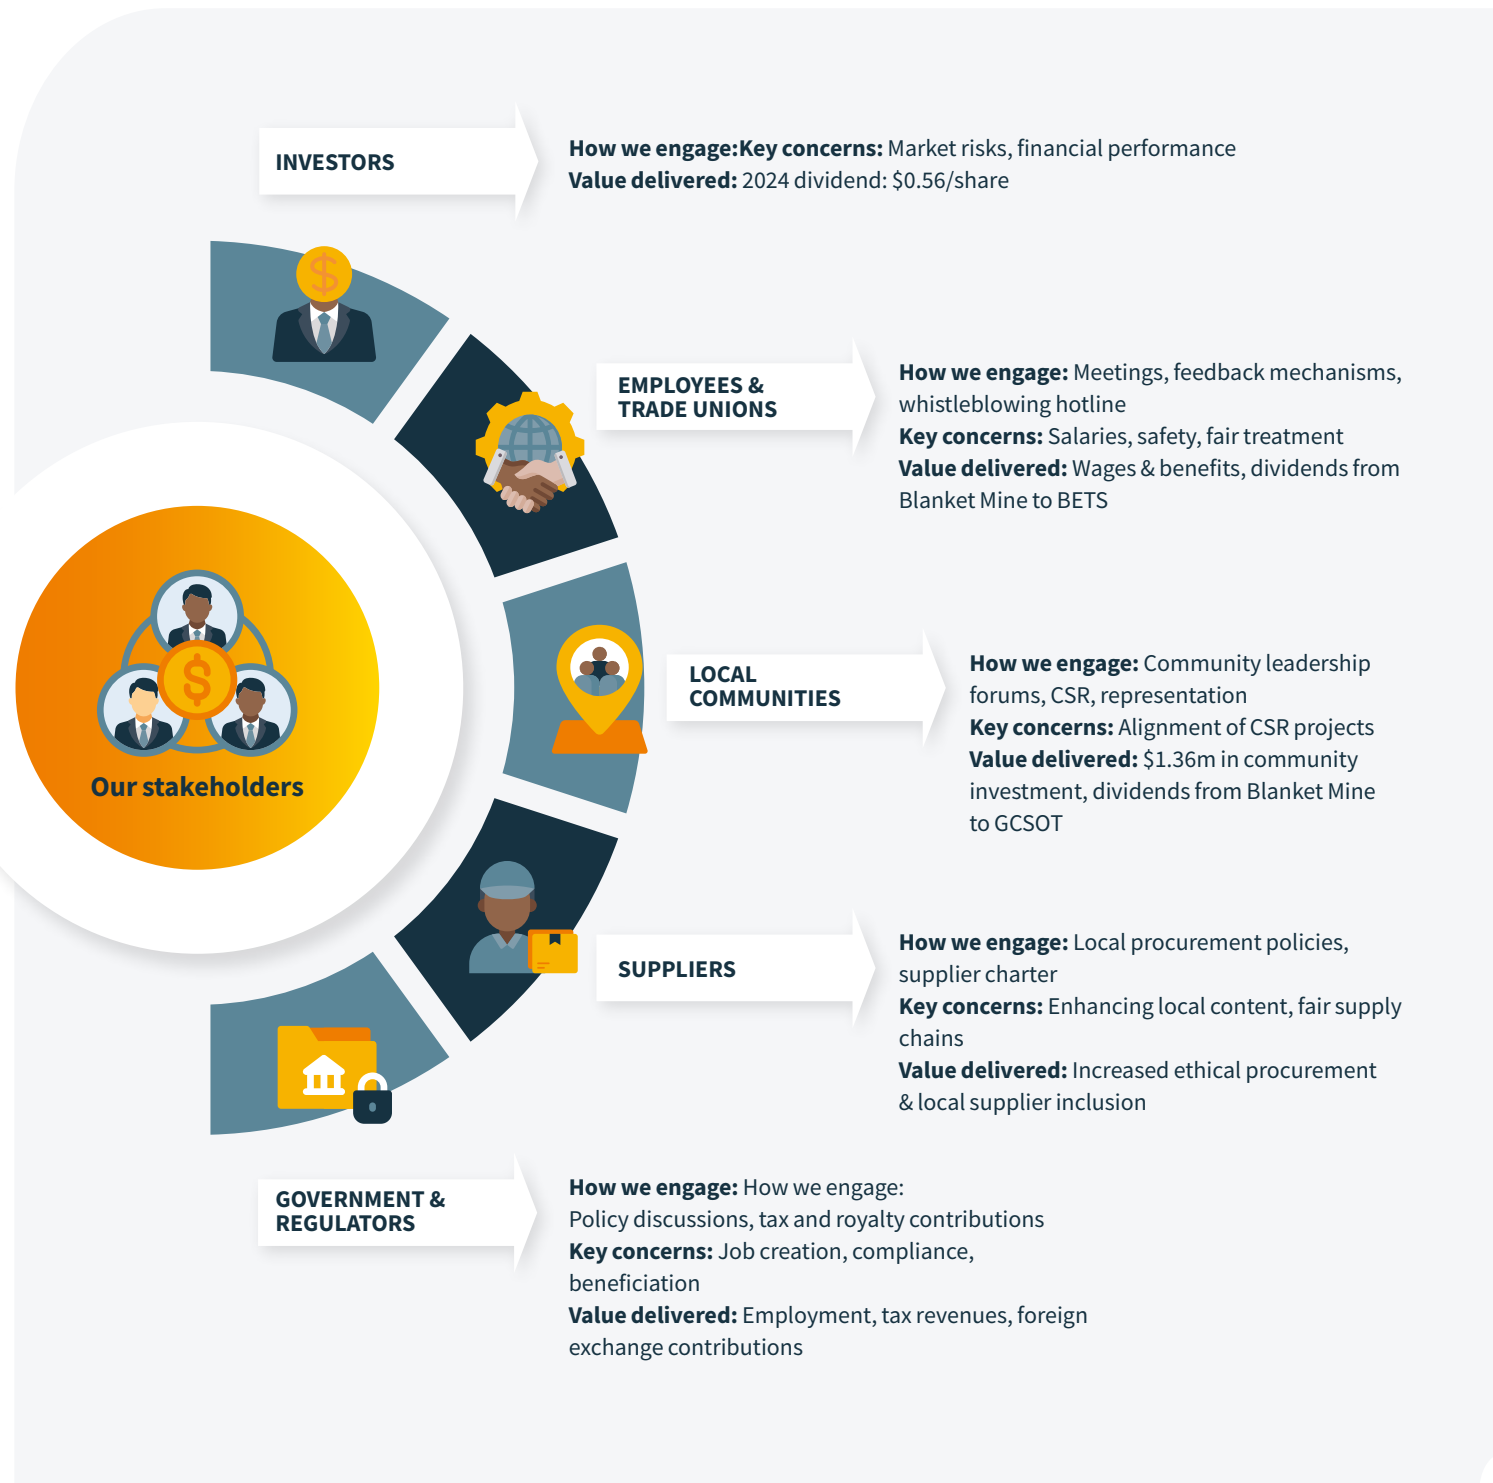 INVESTORS
How we engage:Key concerns: Market risks, financial performance
Value delivered: 2024 dividend: $0.56/share
EMPLOYEES &
TRADE UNIONS
How we engage: Meetings, feedback mechanisms,
whistleblowing hotline
Key concerns: Salaries, safety, fair treatment
Value delivered: Wages & benefits, dividends from
Blanket Mine to BETS
Our stakeholders
LOCAL
COMMUNITIES
How we engage: Community leadership
forums, CSR, representation
Key concerns: Alignment of CSR projects
Value delivered: $1.36m in community
investment, dividends from Blanket Mine
to GCSOT
SUPPLIERS
How we engage: Local procurement policies,
supplier charter
Key concerns: Enhancing local content, fair supply
chains
Value delivered: Increased ethical procurement
& local supplier inclusion
GOVERNMENT &
REGULATORS
How we engage: How we engage:
Policy discussions, tax and royalty contributions
Key concerns: Job creation, compliance,
beneficiation
Value delivered: Employment, tax revenues, foreign
exchange contributions